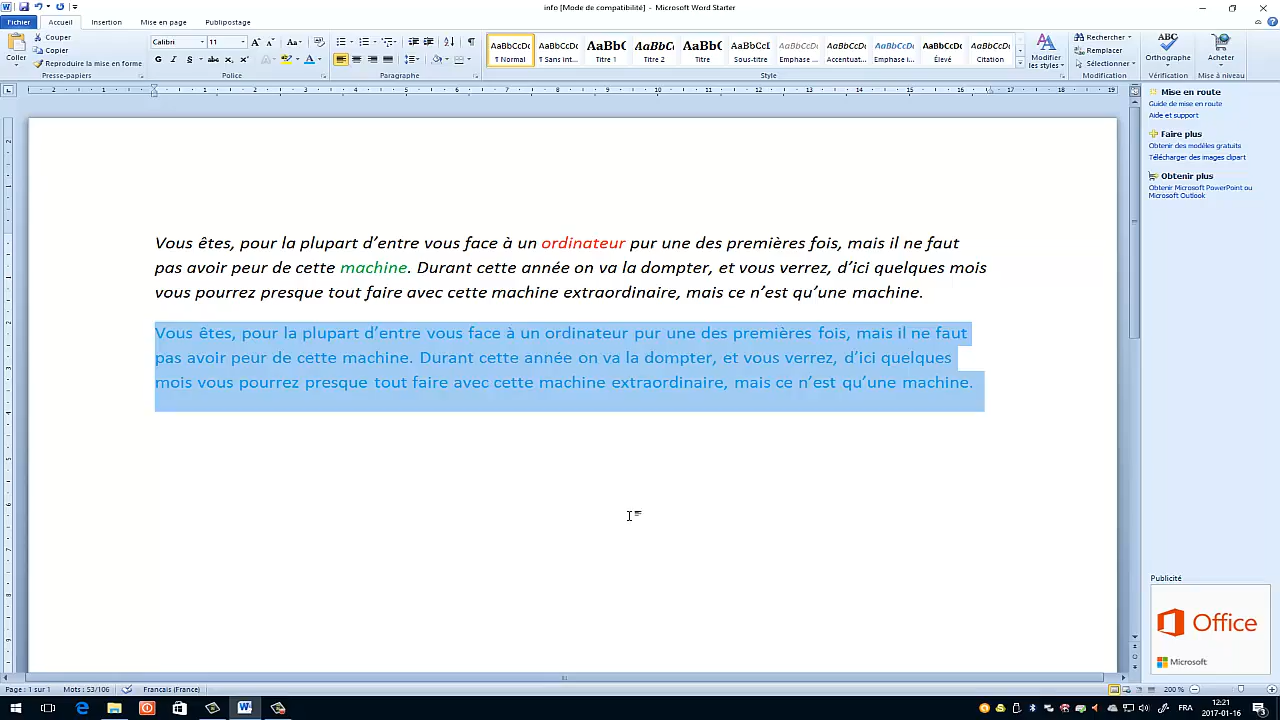 info [Mode de compatibilité] - Microsoft Word Starter
Fichier Accueil Insertion Mise en page Publipostage
Coller
Couper
Copier
Reproduire la mise en forme
Presse-papiers
Calibri 11
Police
Paragraphe
AaBbCcDc AaBbCcDc AaBbC AaBbCc AaBbC AaBbCcI AaBbCcDc AaBbCcDc AaBbCcDc AaBbCcDc AaBbCcDc
¶ Normal ¶ Sans int... Titre 1 Titre 2 Titre Sous-titre Emphase ... Accentuat... Emphase i... Élevé Citation
Style
Modifier
les styles
Rechercher
Remplacer
Sélectionner
Modification
Orthographe
Vérification
Acheter
Mise à niveau
Vous êtes, pour la plupart d’entre vous face à un ordinateur pur une des premières fois, mais il ne faut
pas avoir peur de cette machine. Durant cette année on va la dompter, et vous verrez, d’ici quelques mois
vous pourrez presque tout faire avec cette machine extraordinaire, mais ce n’est qu’une machine.
Vous êtes, pour la plupart d’entre vous face à un ordinateur pur une des premières fois, mais il ne faut
pas avoir peur de cette machine. Durant cette année on va la dompter, et vous verrez, d’ici quelques
mois vous pourrez presque tout faire avec cette machine extraordinaire, mais ce n’est qu’une machine.
Mise en route
Guide de mise en route
Aide et support
Faire plus
Obtenir des modèles gratuits
Télécharger des images clipart
Obtenir plus
Obtenir Microsoft PowerPoint ou
Microsoft Outlook
Publicité
Office
Microsoft
Page : 1 sur 1 Mots : 53/106 Francais (France) 200 %
FRA
12:21
2017-01-16